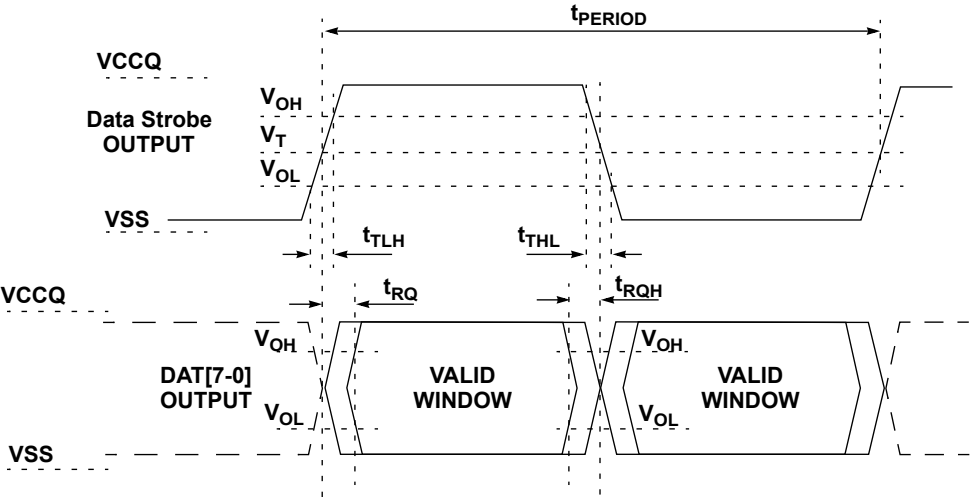 tPERIOD
VCCQ
VOH
Data Strobe
OUTPUT
VT
VOL
VSS
tTLH
tTHL
VCCQ
tRQ
tRQH
VOH
VOH
DAT[7-0]
OUTPUT
VALID
WINDOW
VALID
WINDOW
VOL
VOL
VSS